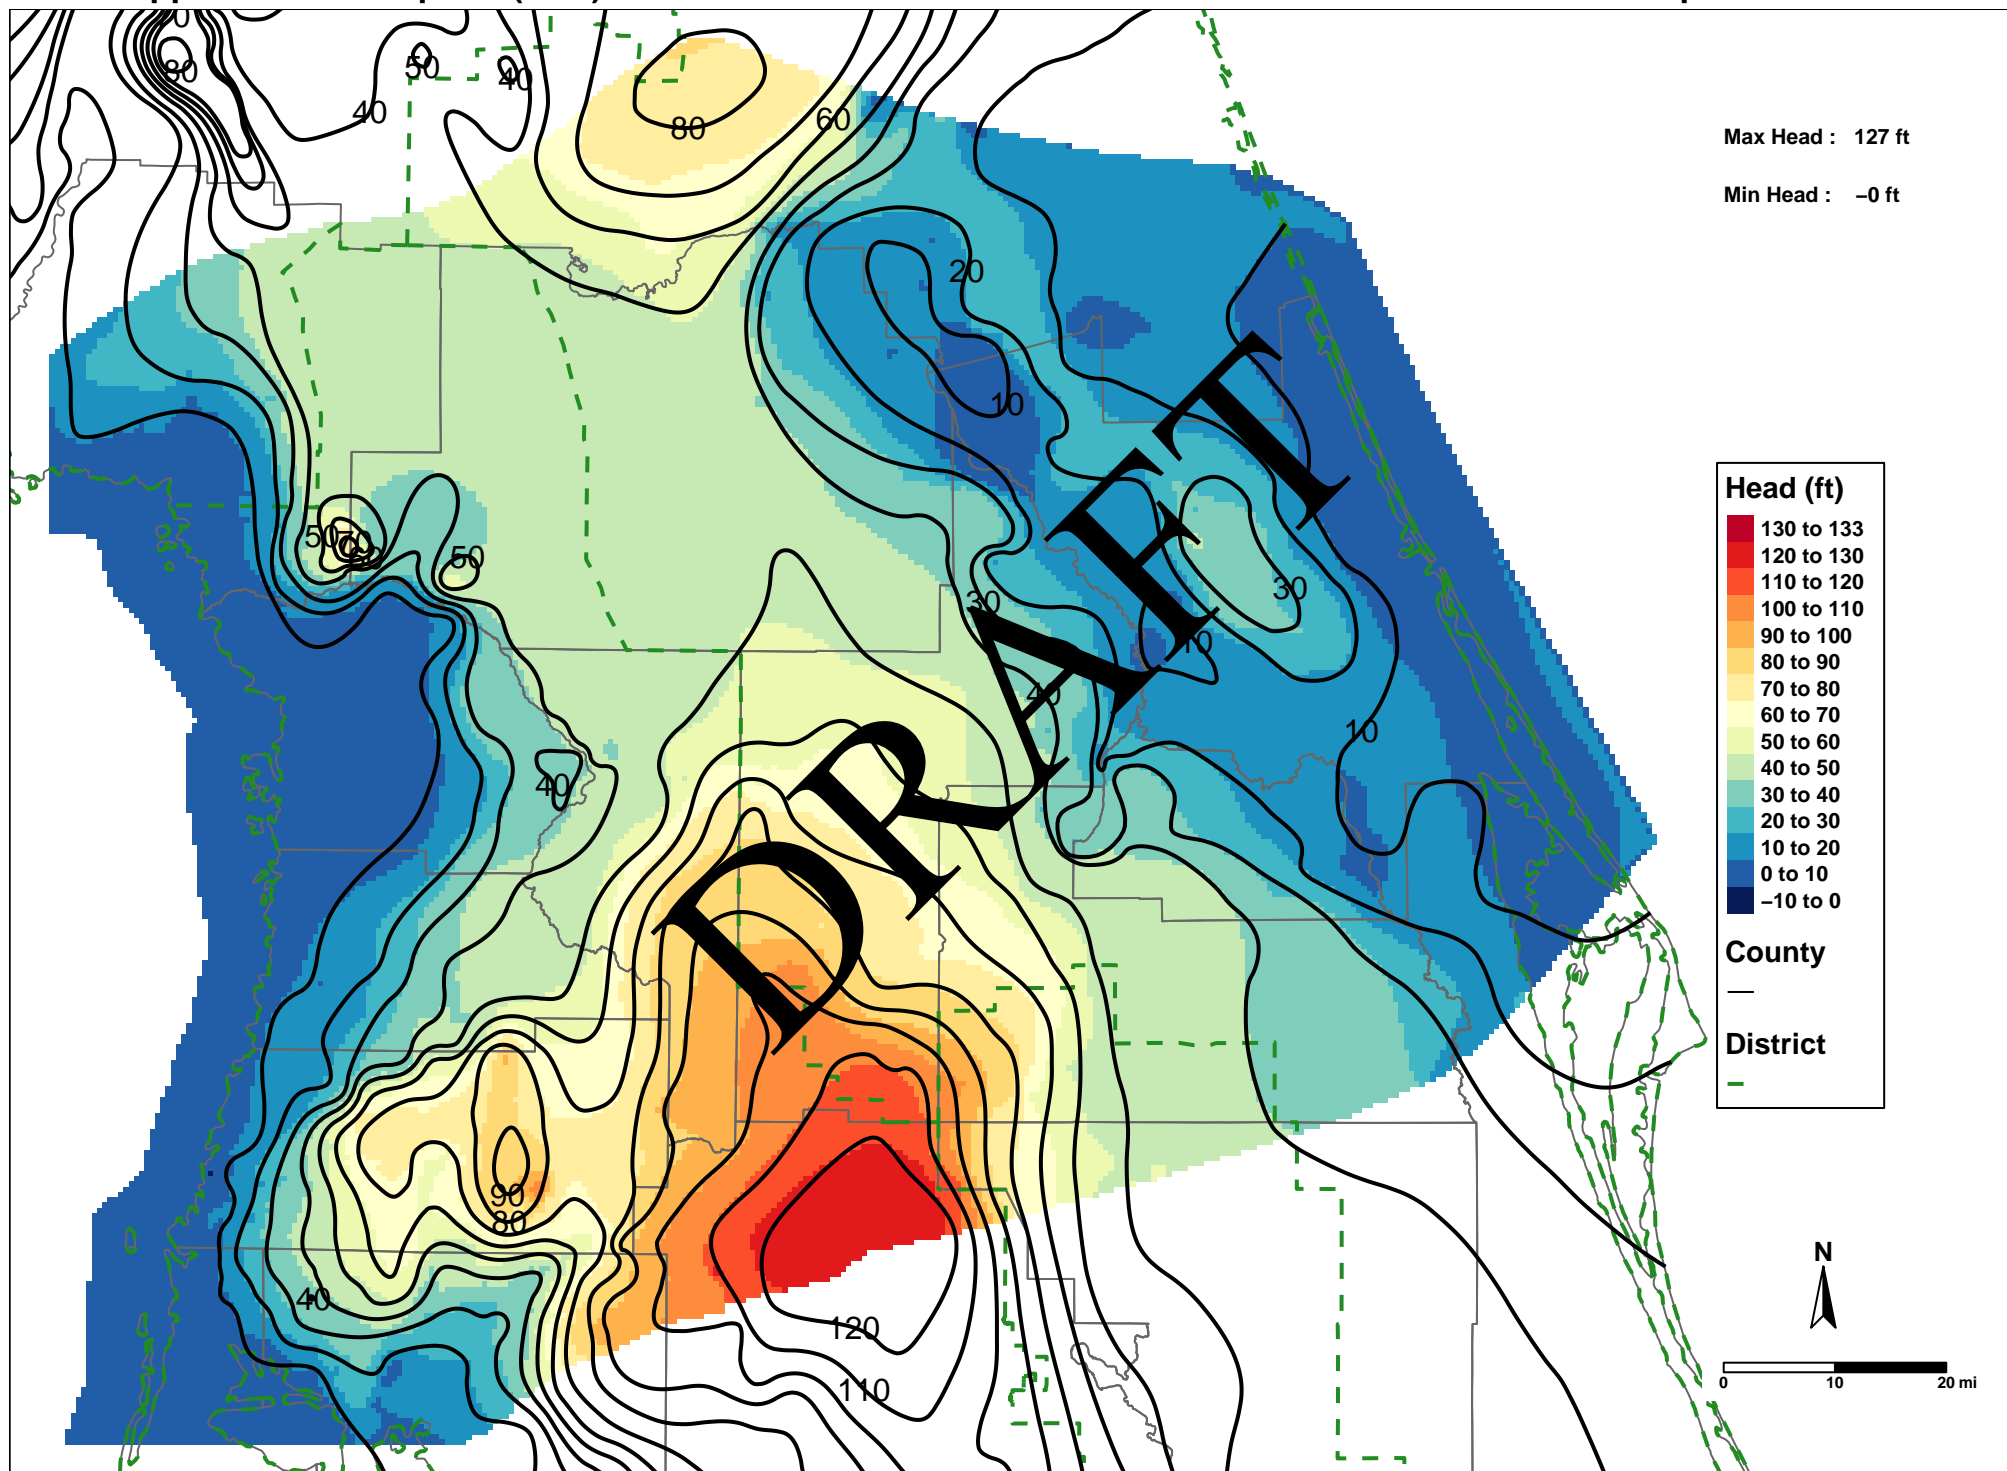 80
50
40
40
80
60
20
10
50
50
30
30
40
10
10
40
90
80
40
120
110
DRAFT
Max Head : 127 ft
Min Head : –0 ft
Head (ft)
130 to 133
120 to 130
110 to 120
100 to 110
90 to 100
80 to 90
70 to 80
60 to 70
50 to 60
40 to 50
30 to 40
20 to 30
10 to 20
0 to 10
–10 to 0
County
District
N
0 10 20 mi